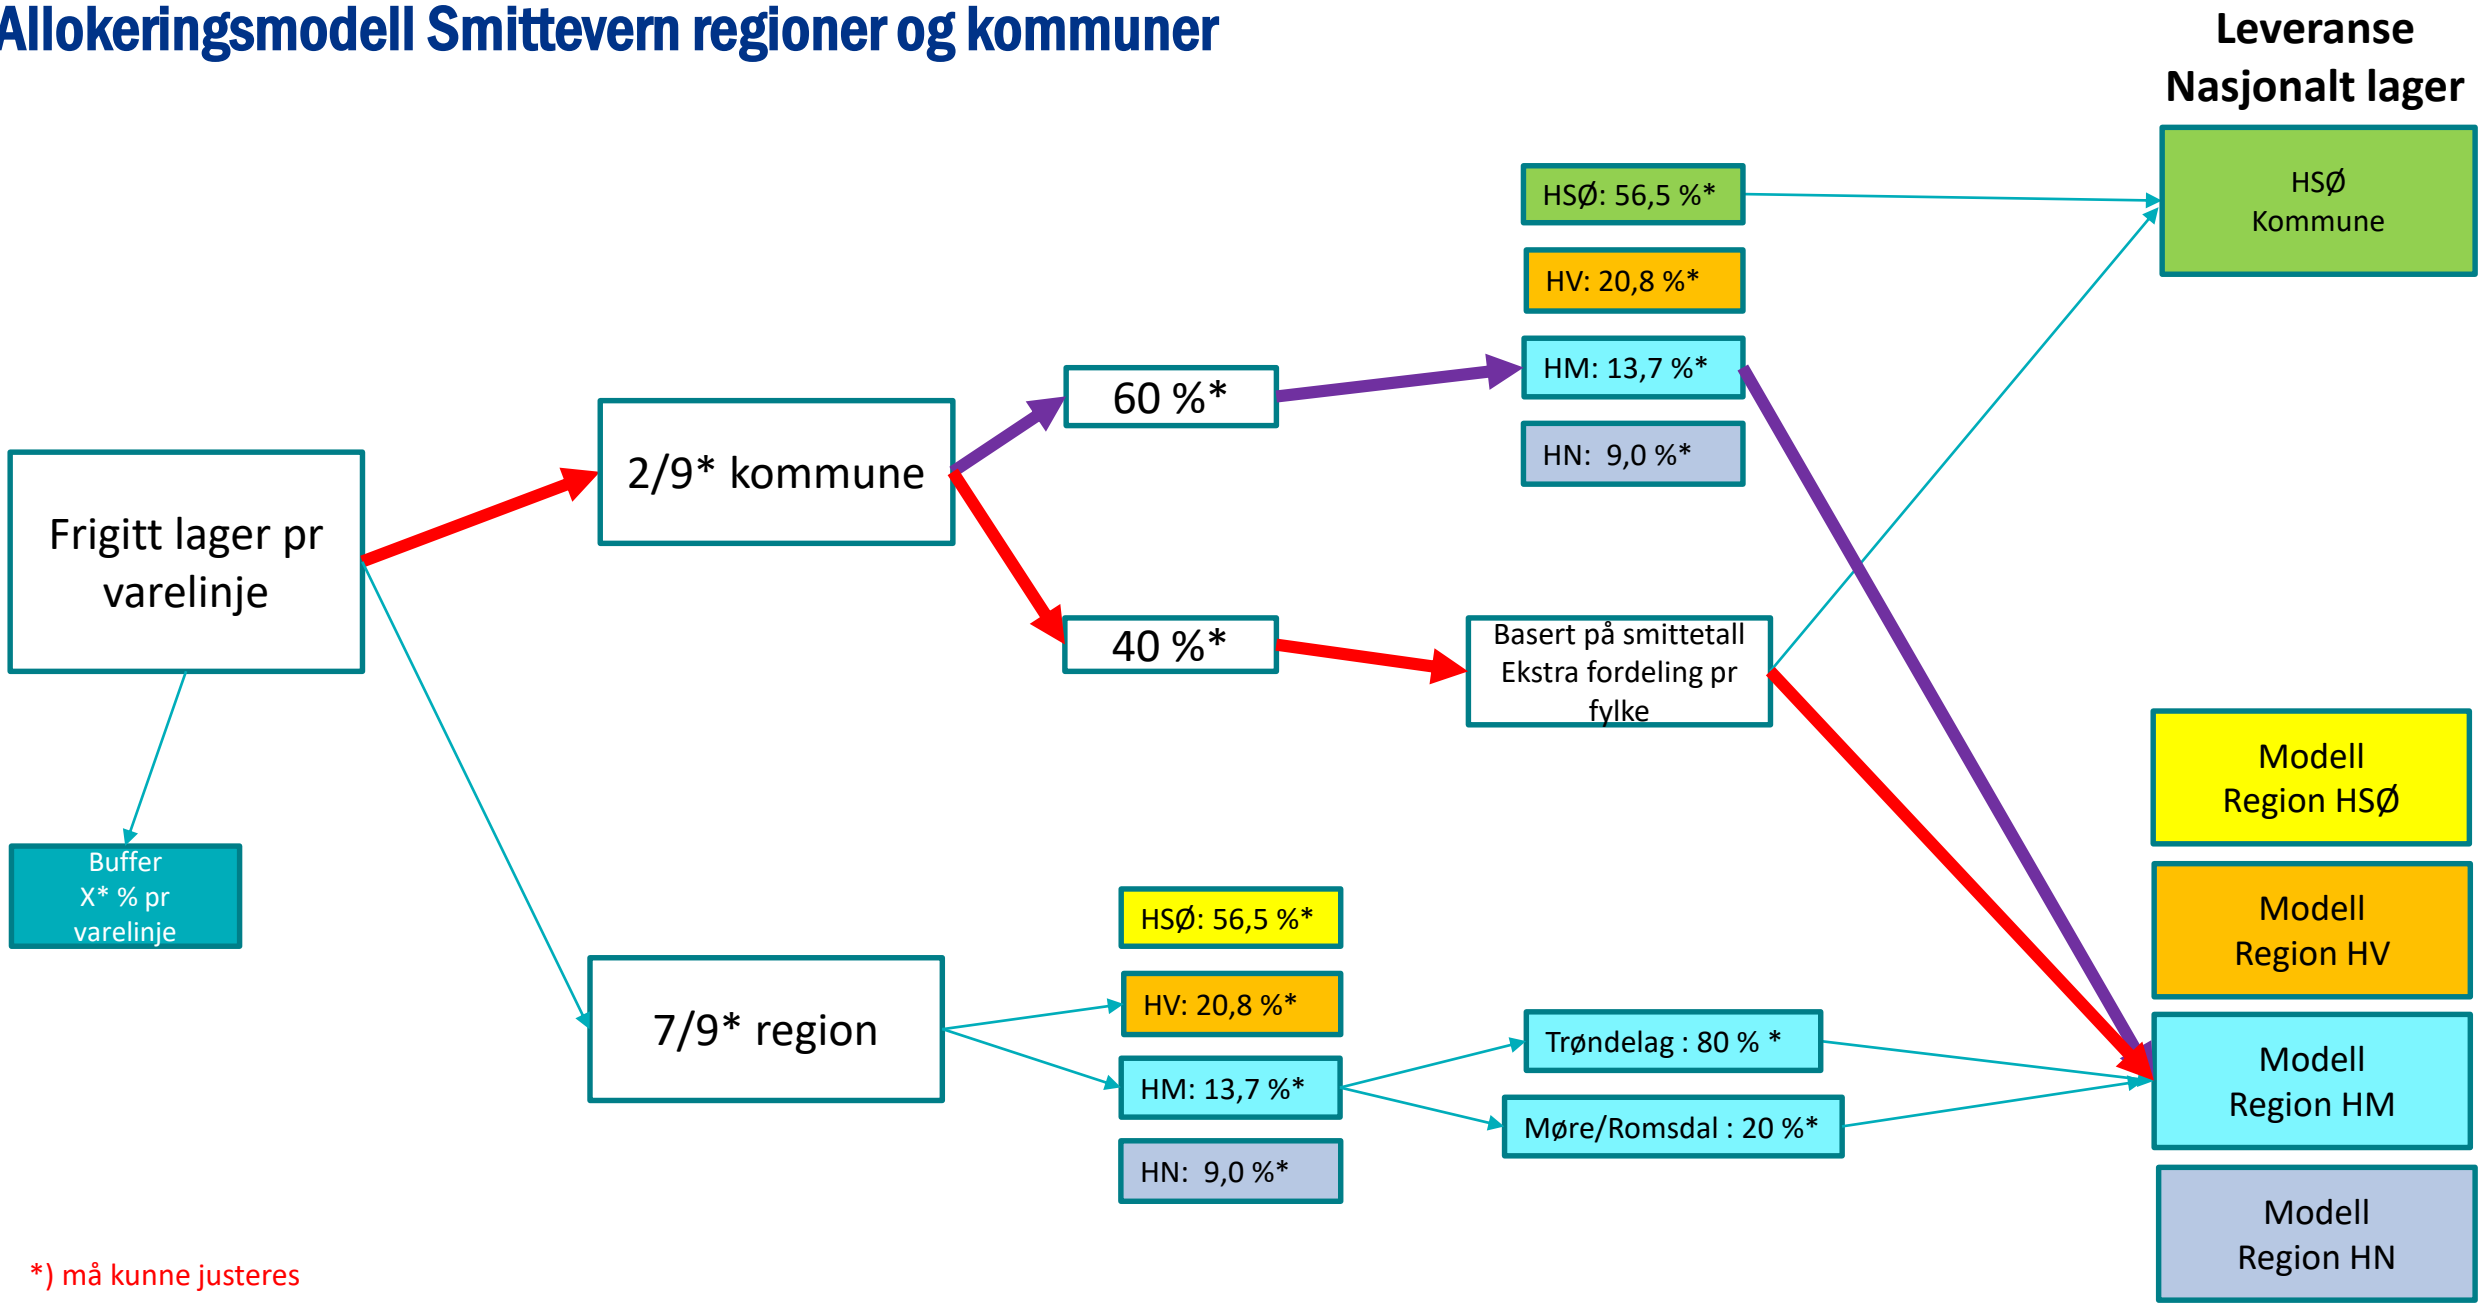 Allokeringsmodell Smittevern regioner og kommuner
Leveranse
Nasjonalt lager
HSØ
Kommune
HSØ: 56,5 %*
HV: 20,8 %*
HM: 13,7 %*
HN:  9,0 %*
60 %*
2/9* kommune
Frigitt lager pr
varelinje
40 %*
Basert på smittetall
Ekstra fordeling pr
fylke
Buffer
X* % pr
varelinje
7/9* region
HSØ: 56,5 %*
HV: 20,8 %*
HM: 13,7 %*
HN:  9,0 %*
Trøndelag : 80 % *
Møre/Romsdal : 20 %*
Modell
Region HSØ
Modell
Region HV
Modell
Region HM
Modell
Region HN
*) må kunne justeres